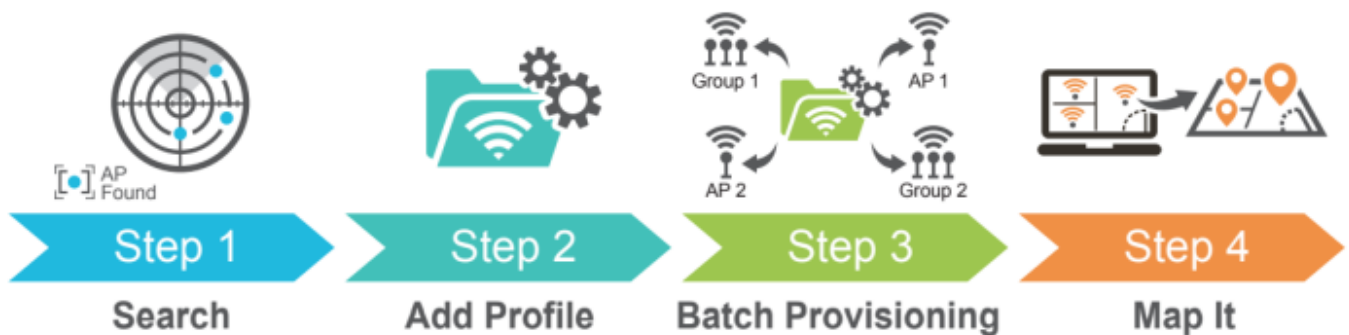 AP
Found
Group 1
AP 1
AP 2
Group 2
Step 1
Step 2
Step 3
Step 4
Search
Add Profile
Batch Provisioning
Map It